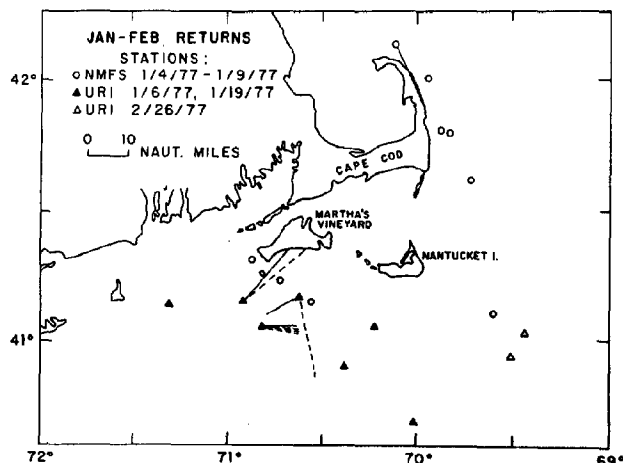 JAN-FEB RETURNS
STATIONS:
○ NMFS 1/4/77 - 1/9/77
▲ URI 1/6/77, 1/19/77
△ URI 2/26/77
0 10
NAUT. MILES
42°
CAPE COD
MARTHA'S
VINEYARD
NANTUCKET I.
41°
72° 71° 70° 69°